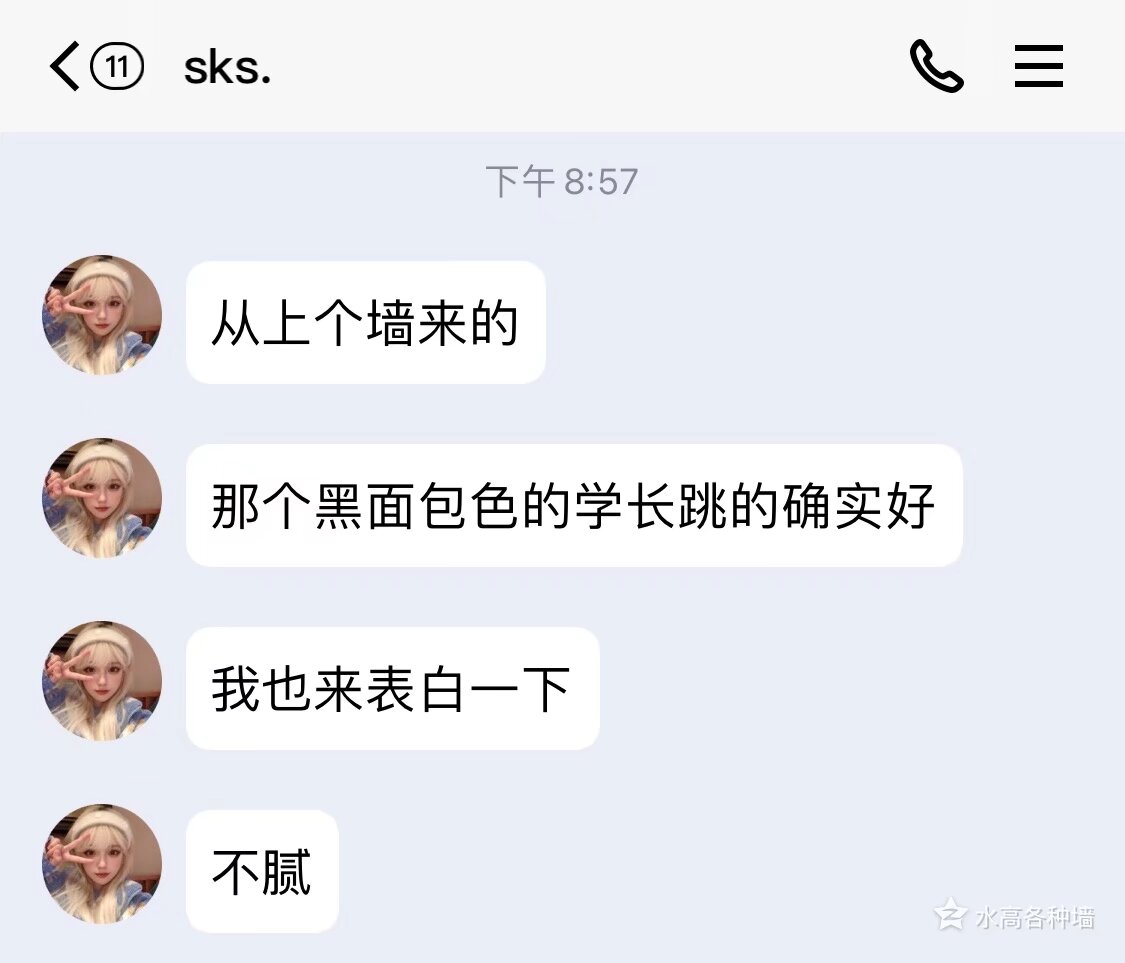 11
sks.
下午 8:57
从上个墙来的
那个黑面包色的学长跳的确实好
我也来表白一下
不腻
水高各种墙